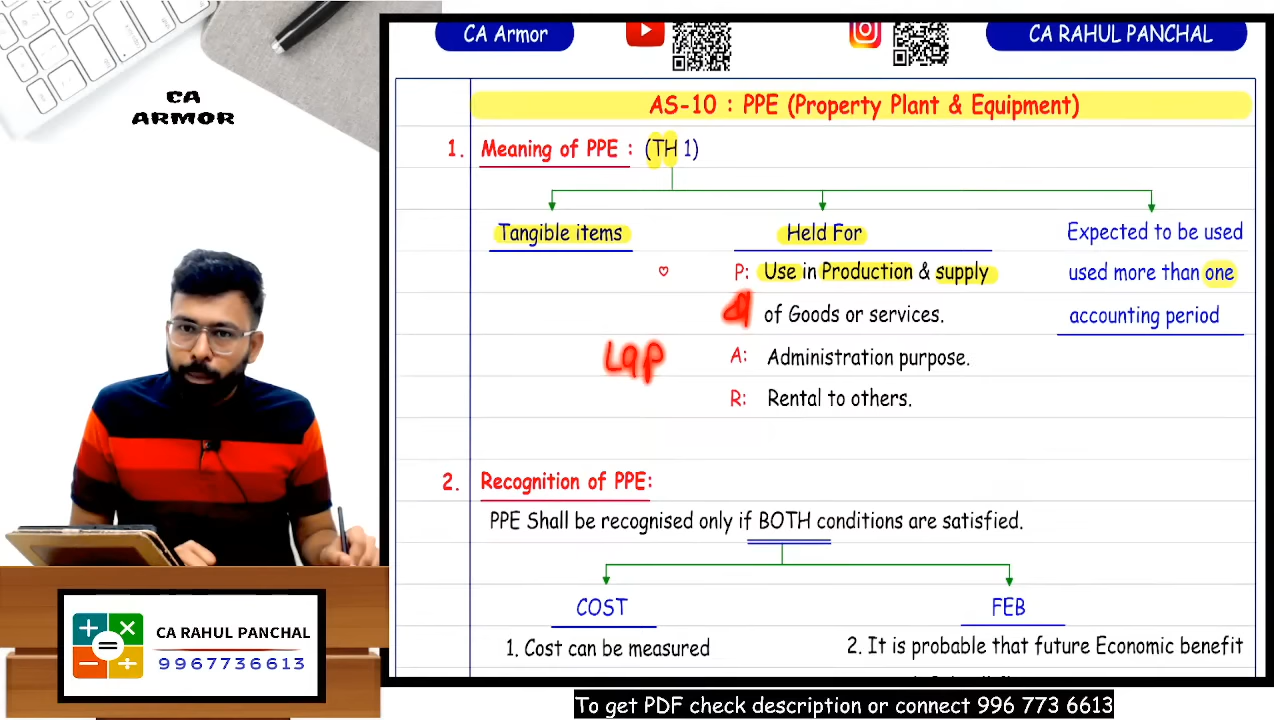 CA Armor
CA RAHUL PANCHAL
CA
ARMOR
AS-10 : PPE (Property Plant & Equipment)
1. Meaning of PPE : (TH 1)
Tangible items
Held For
P: Use in Production & supply
of Goods or services.
A: Administration purpose.
R: Rental to others.
Expected to be used
used more than one
accounting period
Lap
2. Recognition of PPE:
PPE Shall be recognised only if BOTH conditions are satisfied.
COST
FEB
1. Cost can be measured
2. It is probable that future Economic benefit
CA RAHUL PANCHAL
9967736613
To get PDF check description or connect 996 773 6613